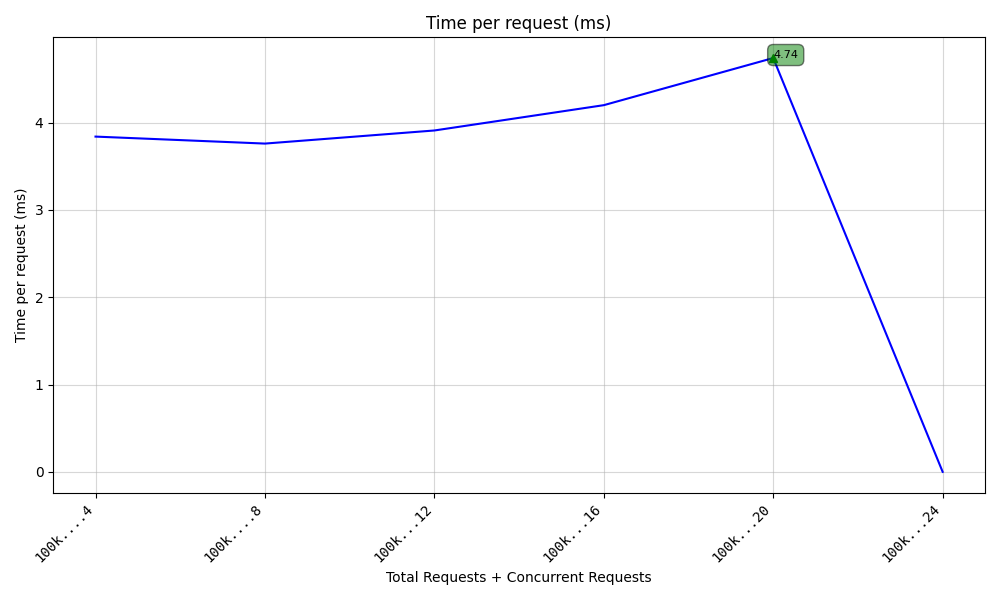 Time per request (ms)
4.74
Time per request (ms)
4
3
2
1
0
100k....4
100k....8
100k...12
100k...16
100k...20
100k...24
Total Requests + Concurrent Requests